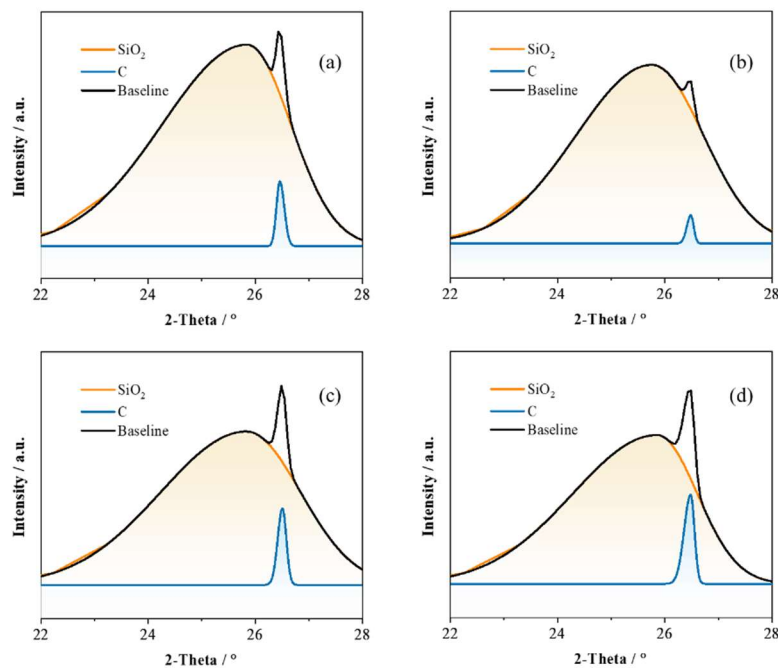 SiO₂
C
Baseline
(a)
Intensity / a.u.
22 24 26 28
2-Theta / °
SiO₂
C
Baseline
(b)
Intensity / a.u.
22 24 26 28
2-Theta / °
SiO₂
C
Baseline
(c)
Intensity / a.u.
22 24 26 28
2-Theta / °
SiO₂
C
Baseline
(d)
Intensity / a.u.
22 24 26 28
2-Theta / °